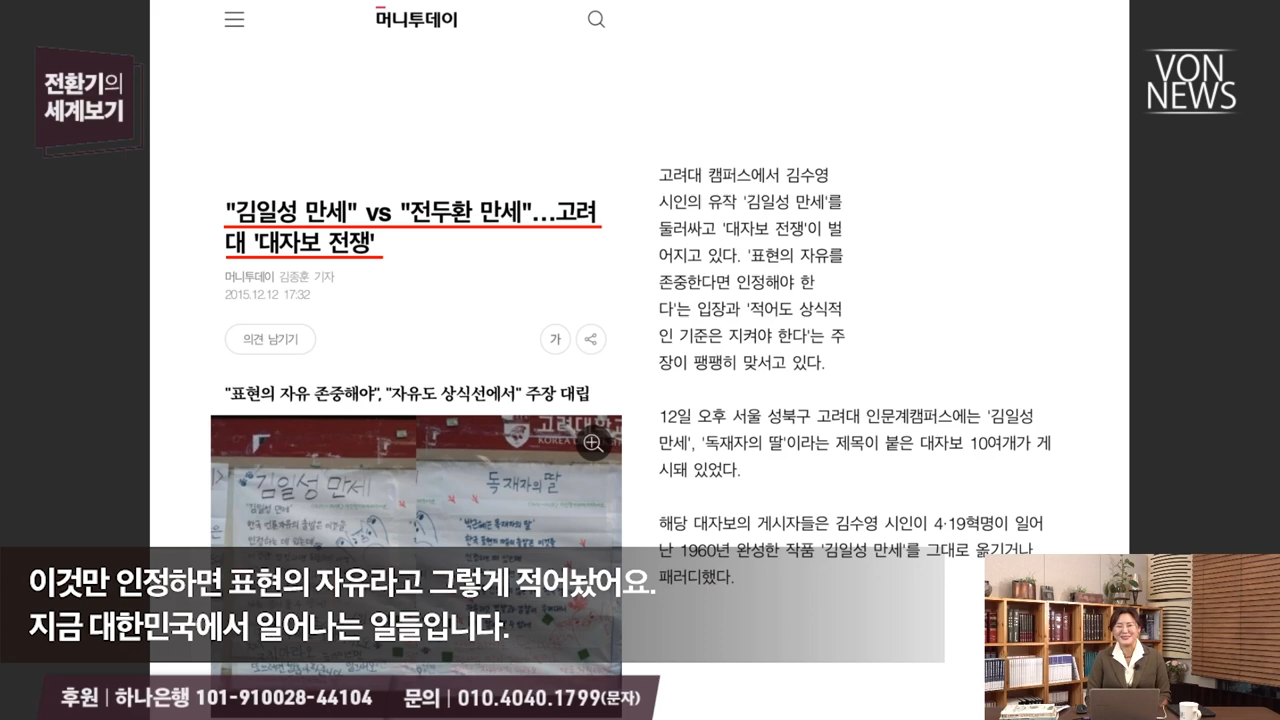 머니투데이
전환기의
세계보기
VON
NEWS
"김일성 만세" vs "전두환 만세"...고려
대 '대자보 전쟁'
머니투데이 김종훈 기자
2015.12.12 17:32
의견 남기기
가
"표현의 자유 존중해야", "자유도 상식선에서" 주장 대립
고려대 캠퍼스에서 김수영
시인의 유작 '김일성 만세'를
둘러싸고 '대자보 전쟁'이 벌
어지고 있다. '표현의 자유를
존중한다면 인정해야 한
다'는 입장과 '적어도 상식적
인 기준은 지켜야 한다'는 주
장이 팽팽히 맞서고 있다.
12일 오후 서울 성북구 고려대 인문계캠퍼스에는 '김일성
만세', '독재자의 딸'이라는 제목이 붙은 대자보 10여개가 게
시돼 있었다.
해당 대자보의 게시자들은 김수영 시인이 4·19혁명이 일어
난 1960년 완성한 작품 '김일성 만세'를 그대로 옮기거나
패러디했다.
고려대학교
김일성 만세
"김일성 만세"
독재자의 딸
이것만 인정하면 표현의 자유라고 그렇게 적어놨어요.
지금 대한민국에서 일어나는 일들입니다.
후원 | 하나은행 101-910028-44104 문의 | 010.4040.1799(문자)